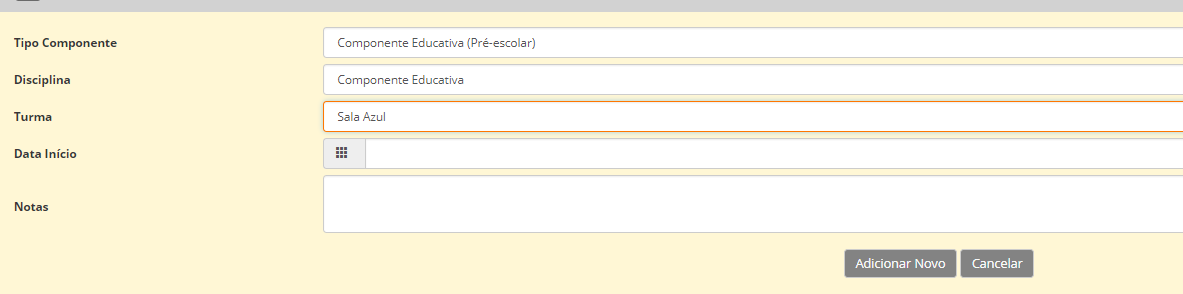 Tipo Componente
Componente Educativa (Pré-escolar)
Disciplina
Componente Educativa
Turma
Sala Azul
Data Início
Notas
Adicionar Novo
Cancelar